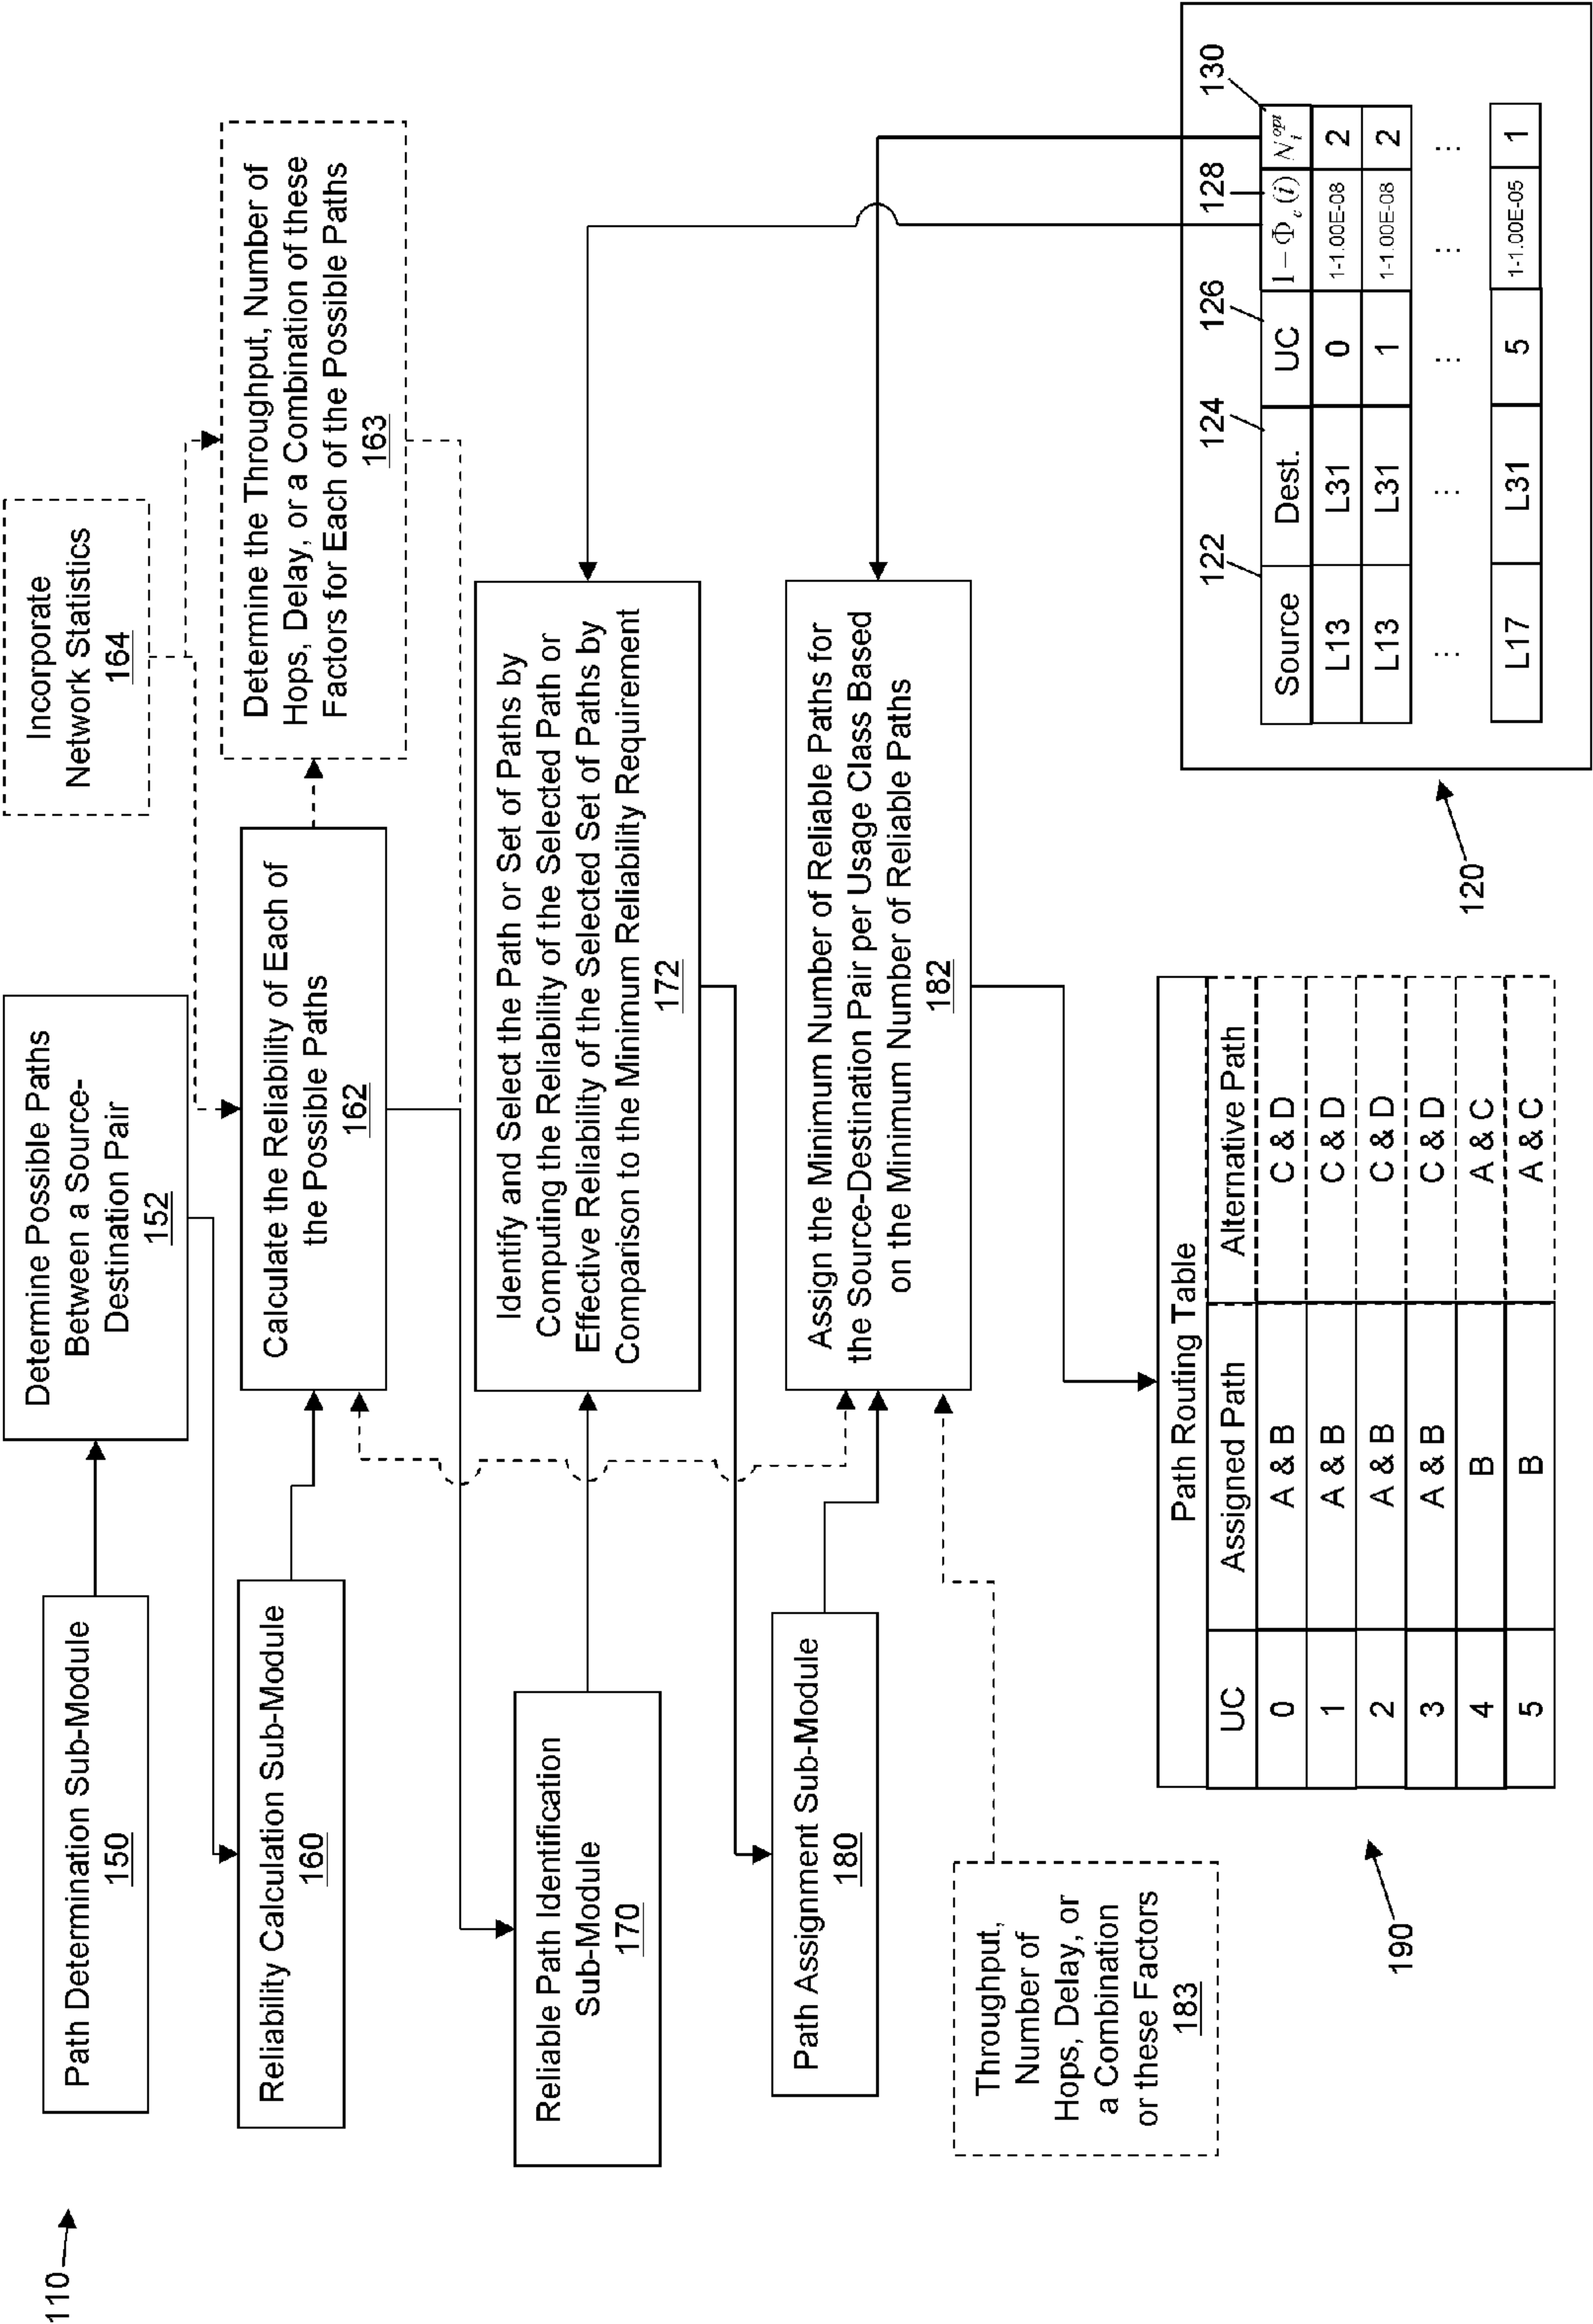 110
Path Determination Sub-Module
150
Determine Possible Paths
Between a Source-
Destination Pair
152
Incorporate
Network Statistics
164
Reliability Calculation Sub-Module
160
Calculate the Reliability of Each of
the Possible Paths
162
Determine the Throughput, Number of
Hops, Delay, or a Combination of these
Factors for Each of the Possible Paths
163
Reliable Path Identification
Sub-Module
170
Identify and Select the Path or Set of Paths by
Computing the Reliability of the Selected Path or
Effective Reliability of the Selected Set of Paths by
Comparison to the Minimum Reliability Requirement
172
Path Assignment Sub-Module
180
Assign the Minimum Number of Reliable Paths for
the Source-Destination Pair per Usage Class Based
on the Minimum Number of Reliable Paths
182
Throughput,
Number of
Hops, Delay, or
a Combination
or these Factors
183
190
Path Routing Table
UC Assigned Path Alternative Path
0 A & B C & D
1 A & B C & D
2 A & B C & D
3 A & B C & D
4 B A & C
5 B A & C
120
122 124 126 128 130
Source Dest. UC 1 − Φ_c (i) N_i^opt
L13 L31 0 1-1.00E-08 2
L13 L31 1 1-1.00E-08 2
... ... ... ... ...
L17 L31 5 1-1.00E-05 1